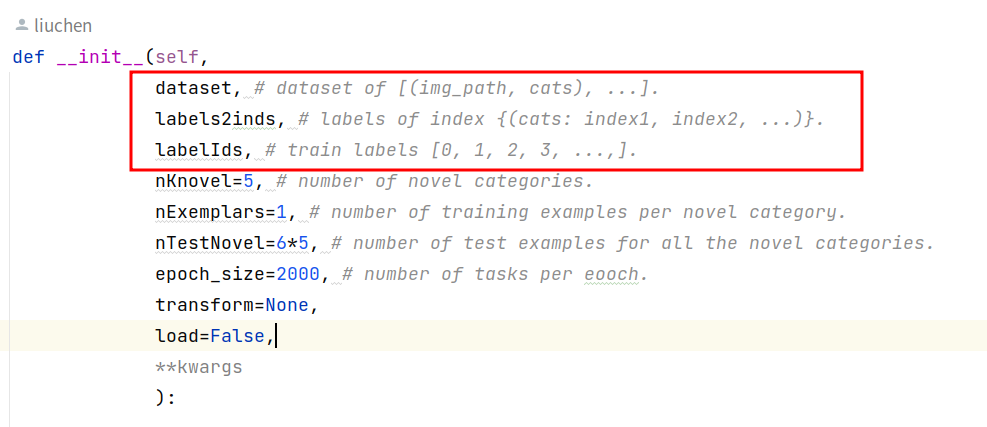 liuchen
def __init__(self,
dataset, # dataset of [(img_path, cats), ...].
labels2inds, # labels of index {(cats: index1, index2, ...)}.
labelIds, # train labels [0, 1, 2, 3, ...,].
nKnovel=5, # number of novel categories.
nExemplars=1, # number of training examples per novel category.
nTestNovel=6*5, # number of test examples for all the novel categories.
epoch_size=2000, # number of tasks per eooch.
transform=None,
load=False,
**kwargs
):